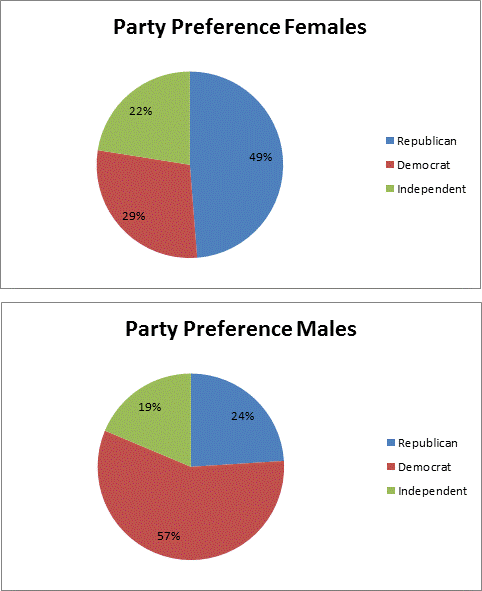 Party Preference Females
22%
49%
29%
Republican
Democrat
Independent
Party Preference Males
19%
24%
57%
Republican
Democrat
Independent